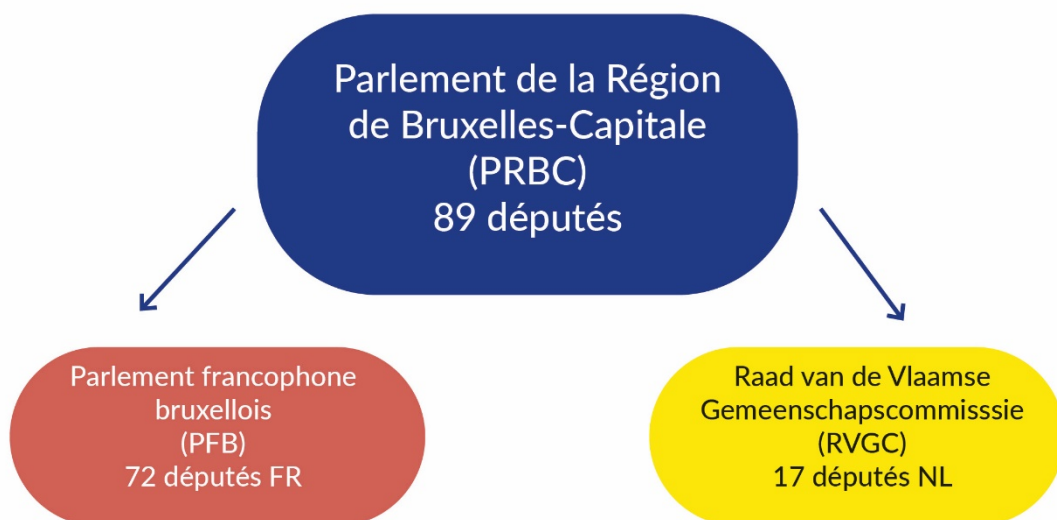 Parlement de la Région
de Bruxelles-Capitale
(PRBC)
89 députés
Parlement francophone
bruxellois
(PFB)
72 députés FR
Raad van de Vlaamse
Gemeenschapscommisssie
(RVGC)
17 députés NL